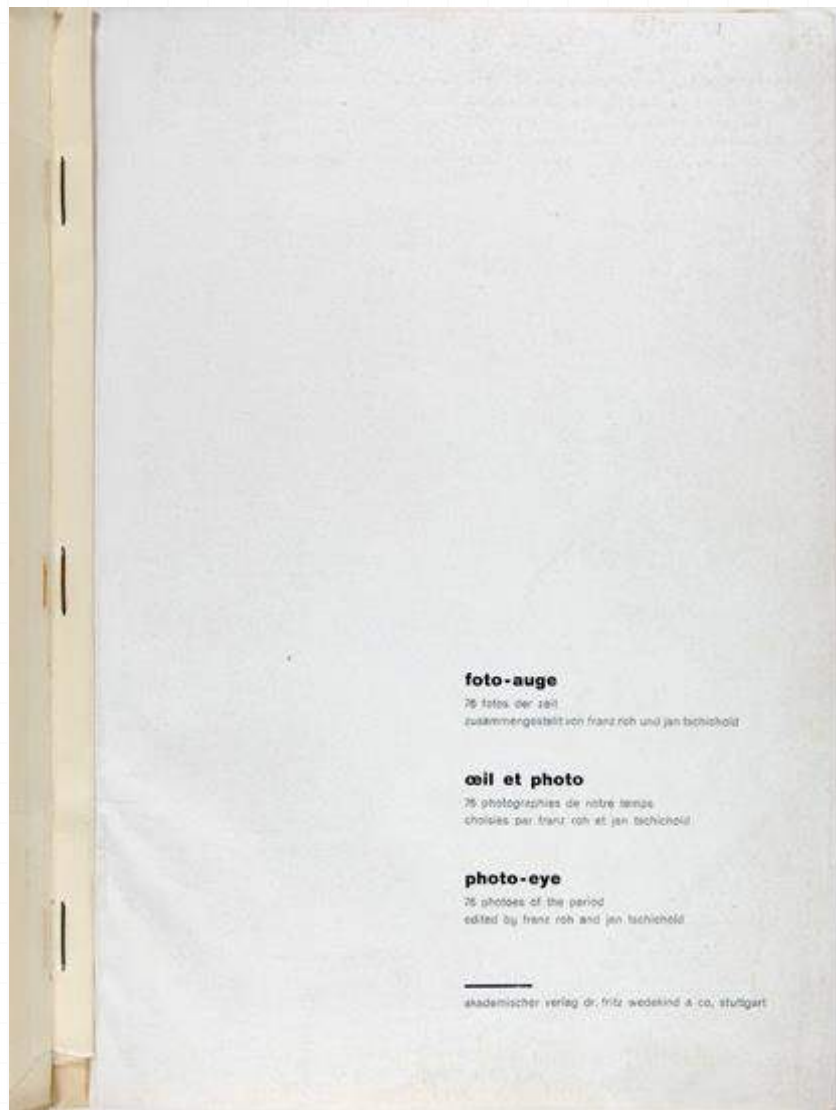 foto-auge
76 fotos der zeit
zusammengestellt von franz roh und jan tschichold
œil et photo
76 photographies de notre temps
choisies par franz roh et jan tschichold
photo-eye
76 photoes of the period
edited by franz roh and jan tschichold
akademischer verlag dr. fritz wedekind & co, stuttgart